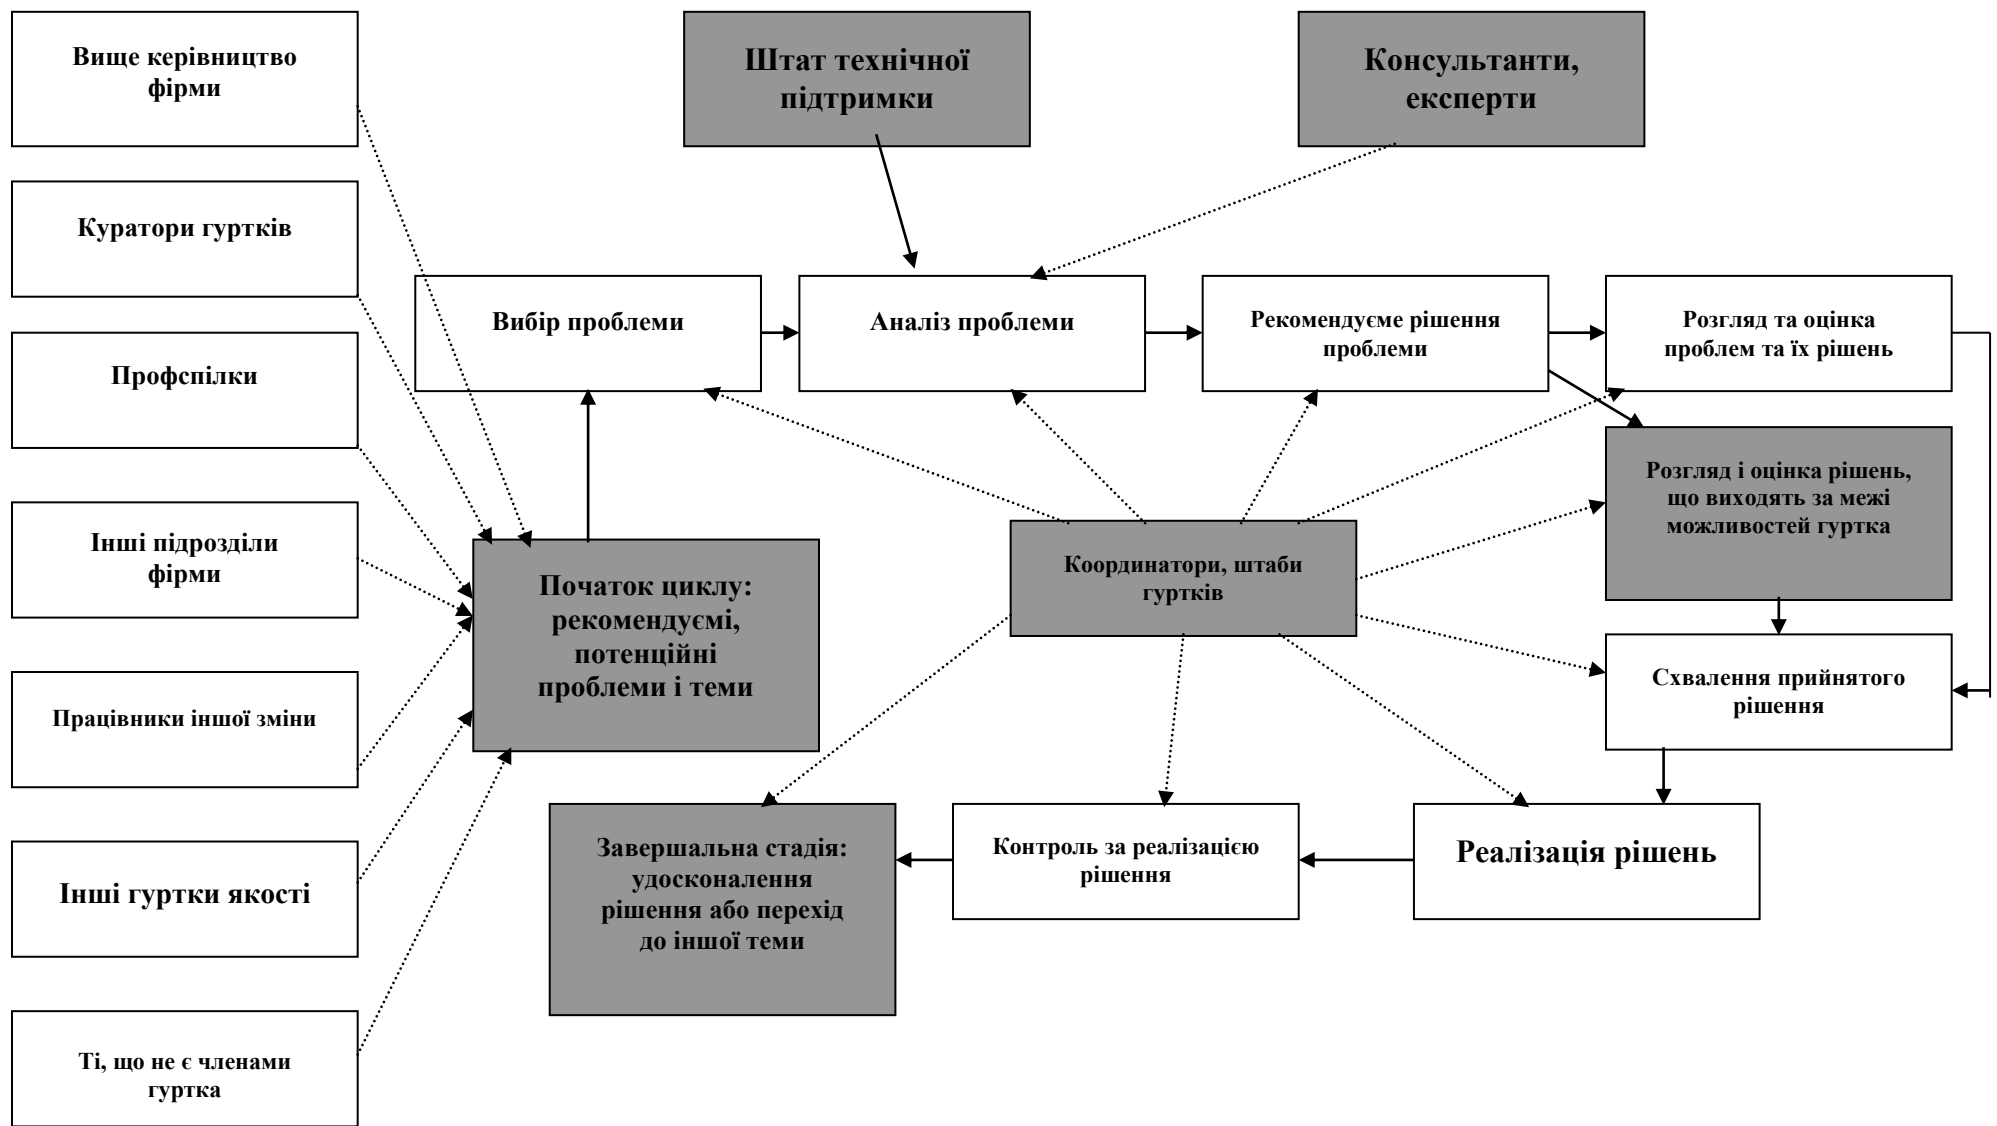 Вище керівництво
фірми
Штат технічної
підтримки
Консультанти,
експерти
Куратори гуртків
Профспілки
Інші підрозділи
фірми
Працівники іншої зміни
Інші гуртки якості
Ті, що не є членами
гуртка
Вибір проблеми
Аналіз проблеми
Рекомендуєме рішення
проблеми
Розгляд та оцінка
проблем та їх рішень
Розгляд і оцінка рішень,
що виходять за межі
можливостей гуртка
Початок циклу:
рекомендуємі,
потенційні
проблеми і теми
Координатори, штаби
гуртків
Схвалення прийнятого
рішення
Завершальна стадія:
удосконалення
рішення або перехід
до іншої теми
Контроль за реалізацією
рішення
Реалізація рішень